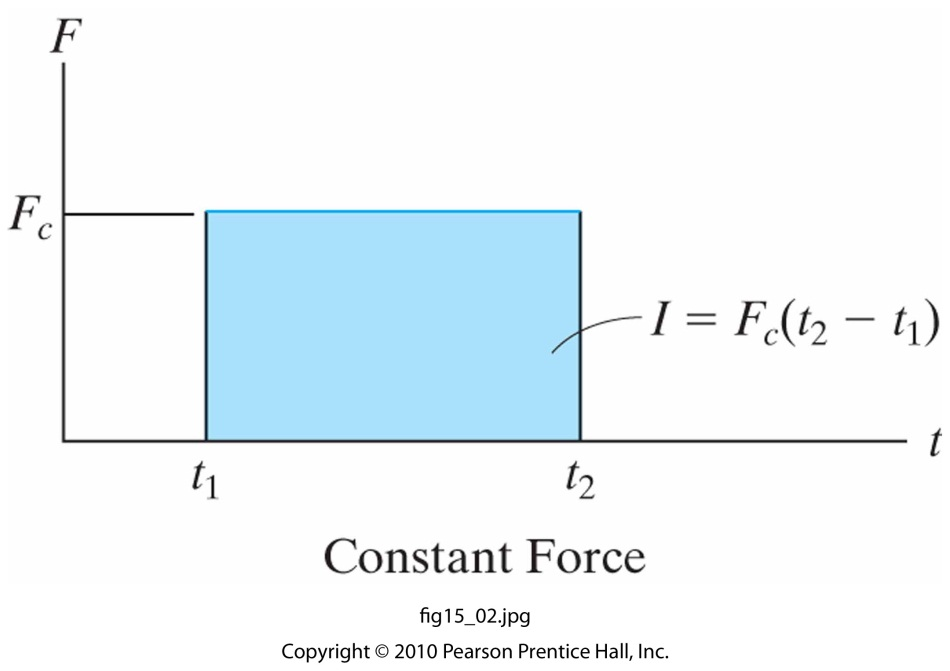 F
F_c
I = F_c(t_2 − t_1)
t
t_1
t_2
Constant Force
fig15_02.jpg
Copyright © 2010 Pearson Prentice Hall, Inc.